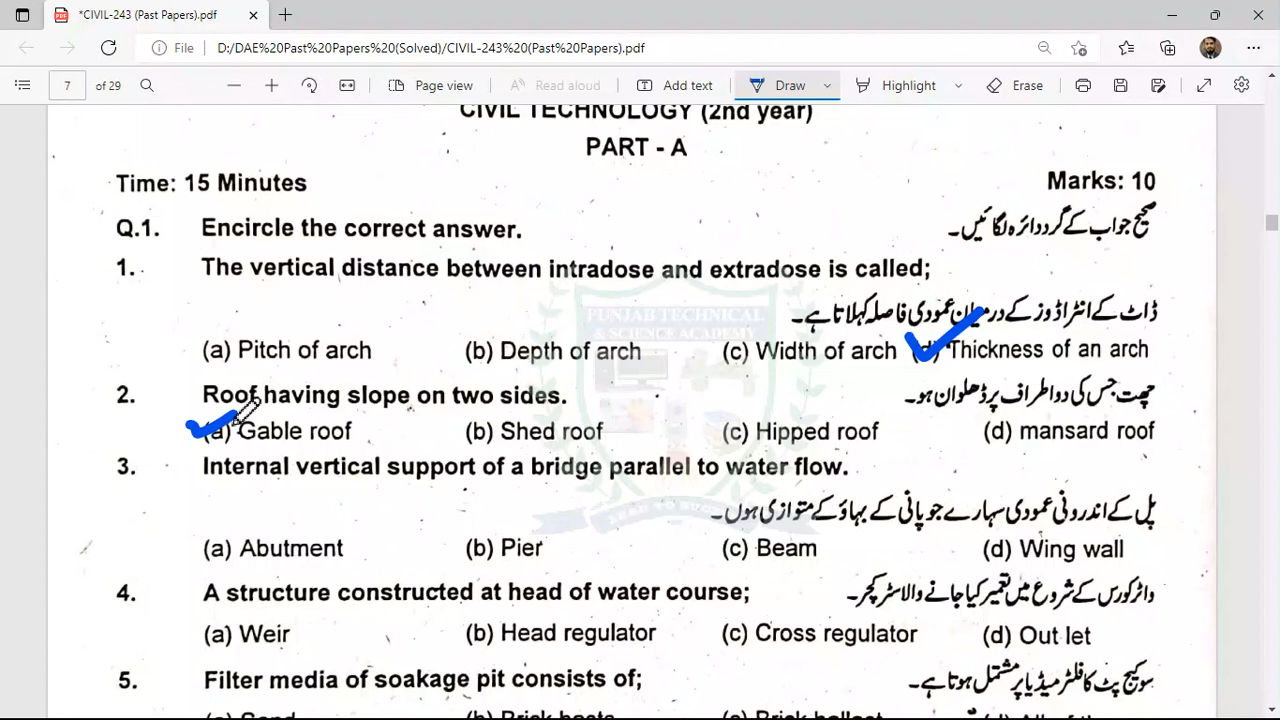 *CIVIL-243 (Past Papers).pdf
File D:/DAE%20Past%20Papers%20(Solved)/CIVIL-243%20(Past%20Papers).pdf
7 of 29 Page view Read aloud Add text Draw Highlight Erase
CIVIL TECHNOLOGY (2nd year)
PART - A
Time: 15 Minutes Marks: 10
Q.1. Encircle the correct answer. صحیح جواب کے گرد دائرہ لگائیں۔
1. The vertical distance between intradose and extradose is called;
ڈاٹ کے انٹراڈوز کے درمیان عمودی فاصلہ کہلاتا ہے۔
(a) Pitch of arch (b) Depth of arch (c) Width of arch (d) Thickness of an arch
2. Roof having slope on two sides. چھت جس کی دو اطراف پر ڈھلوان ہو۔
(a) Gable roof (b) Shed roof (c) Hipped roof (d) mansard roof
3. Internal vertical support of a bridge parallel to water flow.
پل کے اندرونی عمودی سہارے جو پانی کے بہاؤ کے متوازی ہوں۔
(a) Abutment (b) Pier (c) Beam (d) Wing wall
4. A structure constructed at head of water course; واٹر کورس کے شروع میں تعمیر کیا جانے والا سٹرکچر۔
(a) Weir (b) Head regulator (c) Cross regulator (d) Out let
5. Filter media of soakage pit consists of; سوکیج پٹ کا فلٹر میڈیا پر مشتمل ہوتا ہے۔
PUNJAB TECHNICAL
& SCIENCE ACADEMY